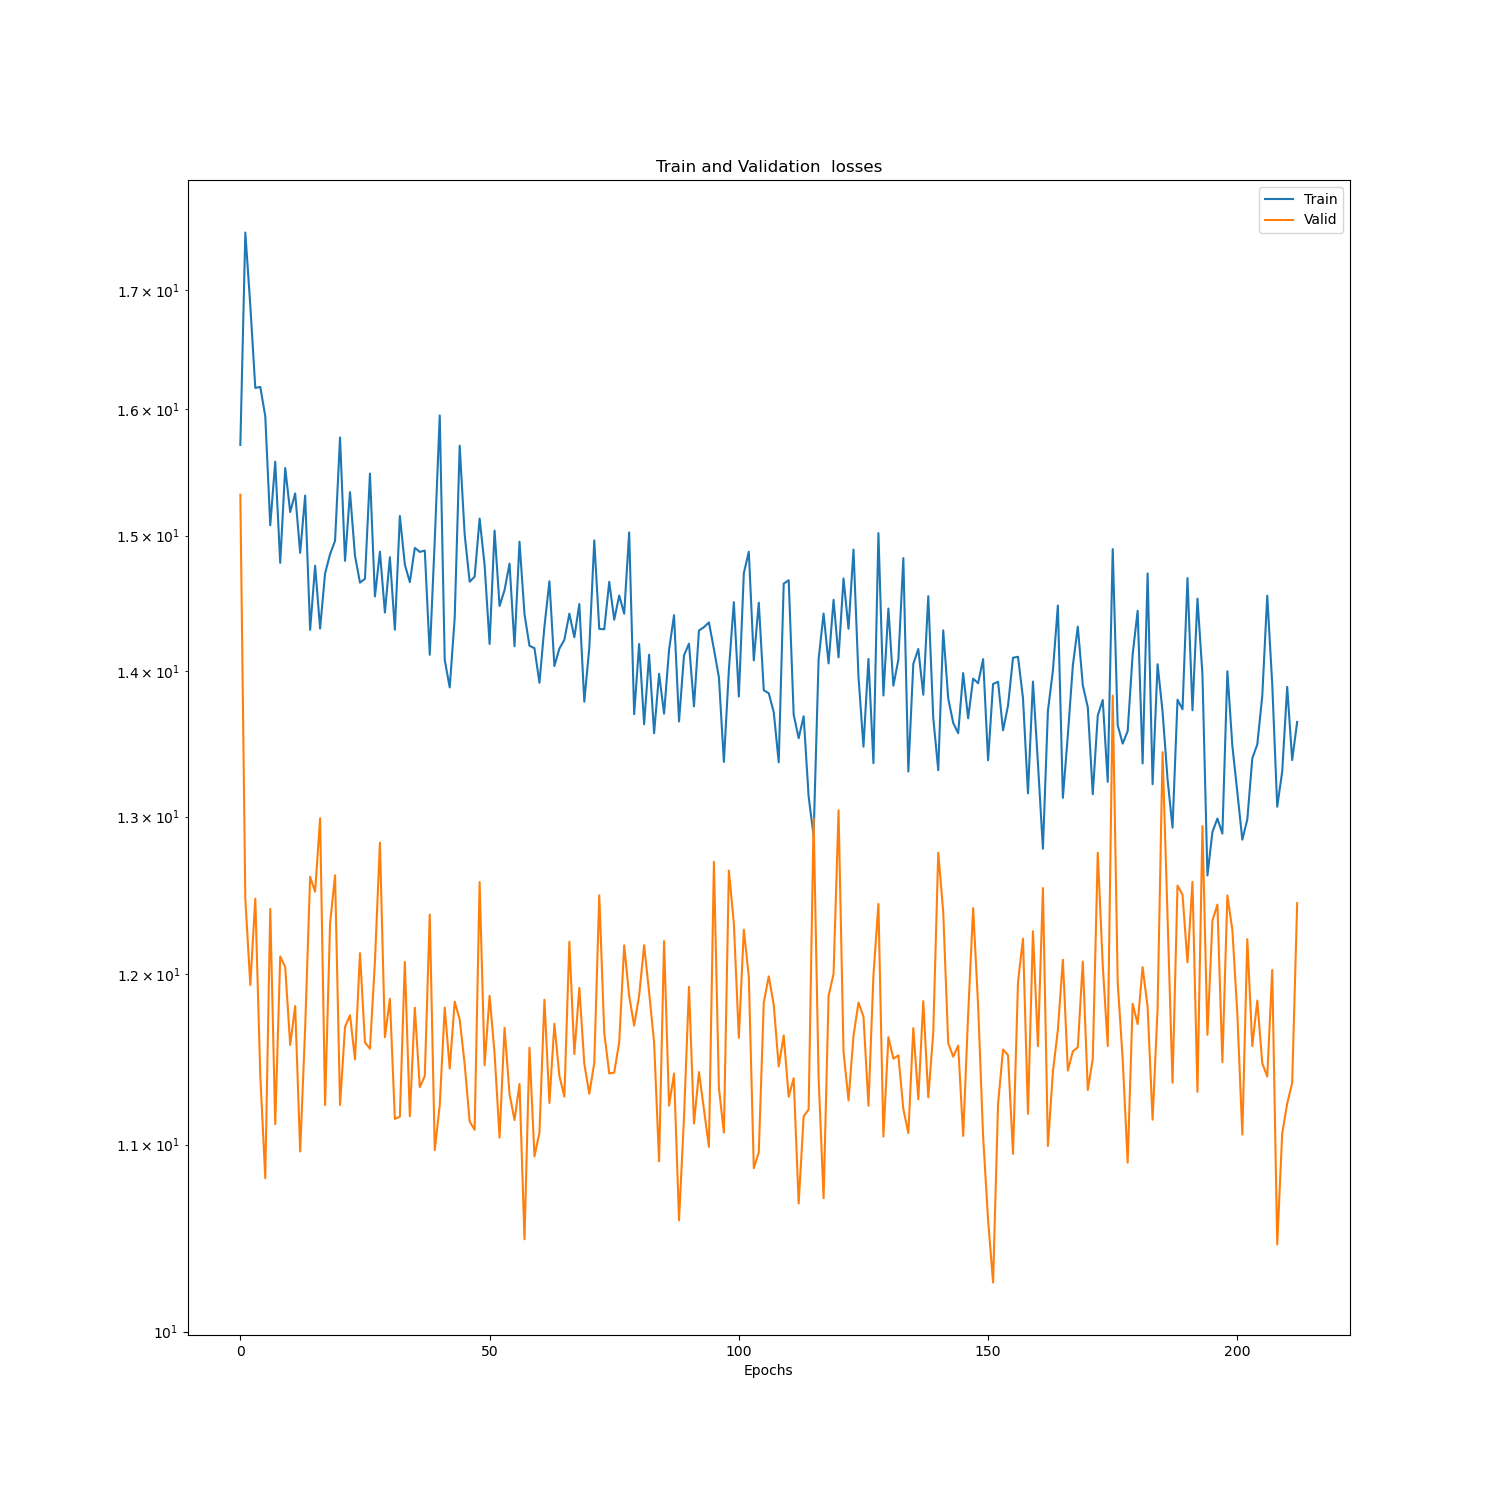 Train and Validation  losses
Train
Valid
1.7 × 10¹
1.6 × 10¹
1.5 × 10¹
1.4 × 10¹
1.3 × 10¹
1.2 × 10¹
1.1 × 10¹
10¹
0 50 100 150 200
Epochs